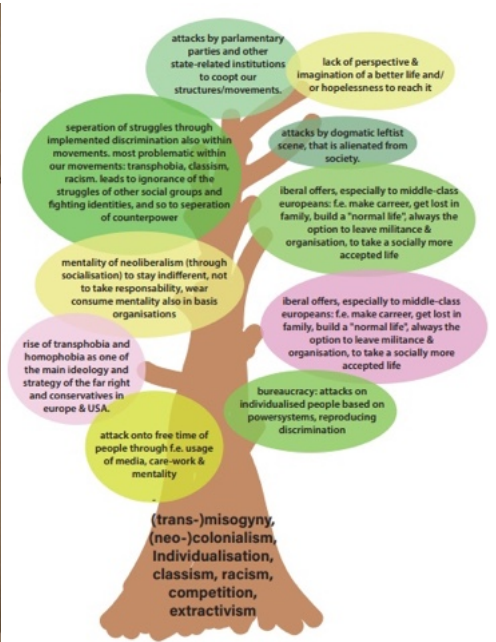 attacks by parlamentary
parties and other
state-related institutions
to coopt our
structures/movements.
lack of perspective &
imagination of a better life and/
or hopelessness to reach it
seperation of struggles through
implemented discrimination also within
movements. most problematic within
our movements: transphobia, classism,
racism. leads to ignorance of the
struggles of other social groups and
fighting identities, and so to seperation
of counterpower
attacks by dogmatic leftist
scene, that is alienated from
society.
iberal offers, especially to middle-class
europeans: f.e. make carreer, get lost in
family, build a "normal life", always the
option to leave militance &
organisation, to take a socially more
accepted life
mentality of neoliberalism (through
socialisation) to stay indifferent, not
to take responsability, wear
consume mentality also in basis
organisations
iberal offers, especially to middle-class
europeans: f.e. make carreer, get lost in
family, build a "normal life", always the
option to leave militance &
organisation, to take a socially more
accepted life
rise of transphobia and
homophobia as one of
the main ideology and
strategy of the far right
and conservatives in
europe & USA.
bureaucracy: attacks on
individualised people based on
powersystems, reproducing
discrimination
attack onto free time of
people through f.e. usage
of media, care-work &
mentality
(trans-)misogyny,
(neo-)colonialism,
Individualisation,
classism, racism,
competition,
extractivism